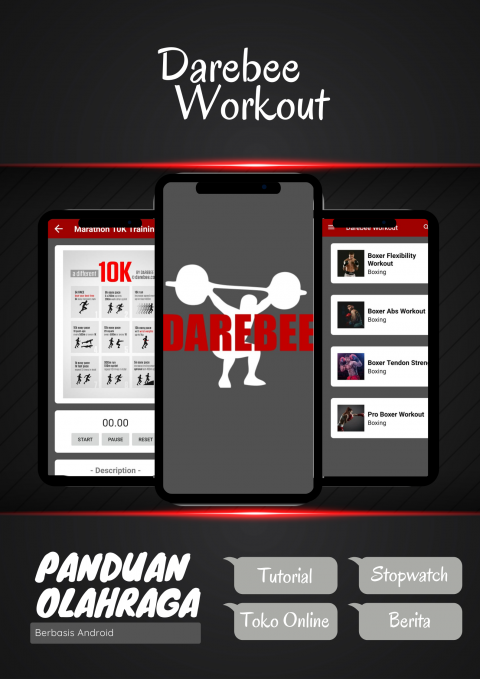 Darebee
Workout
Marathon 10K Trainin
a different 10K
00.00
START PAUSE RESET
- Description -
DAREBEE
Darebee Workout
Boxer Flexibility
Workout
Boxing
Boxer Abs Workout
Boxing
Boxer Tendon Stren
Boxing
Pro Boxer Workout
Boxing
PANDUAN
OLAHRAGA
Berbasis Android
Tutorial
Stopwatch
Toko Online
Berita